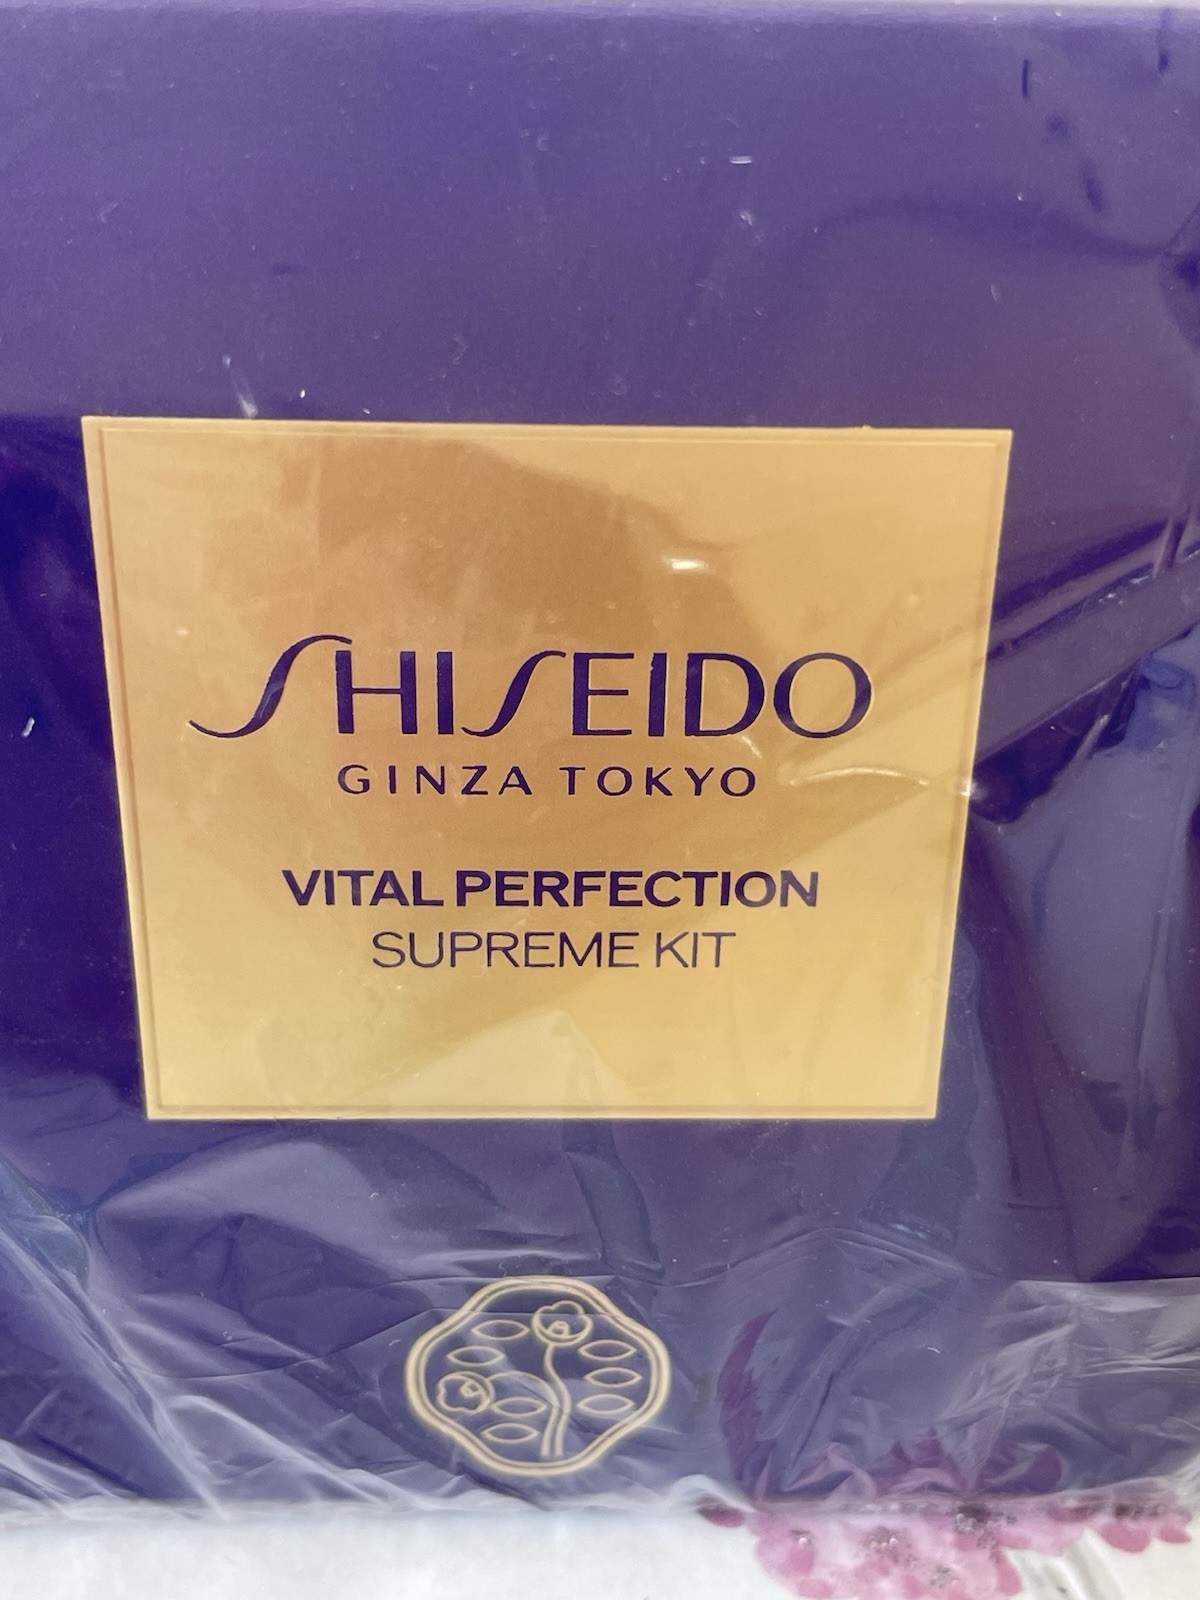 SHISEIDO
GINZA TOKYO
VITAL PERFECTION
SUPREME KIT